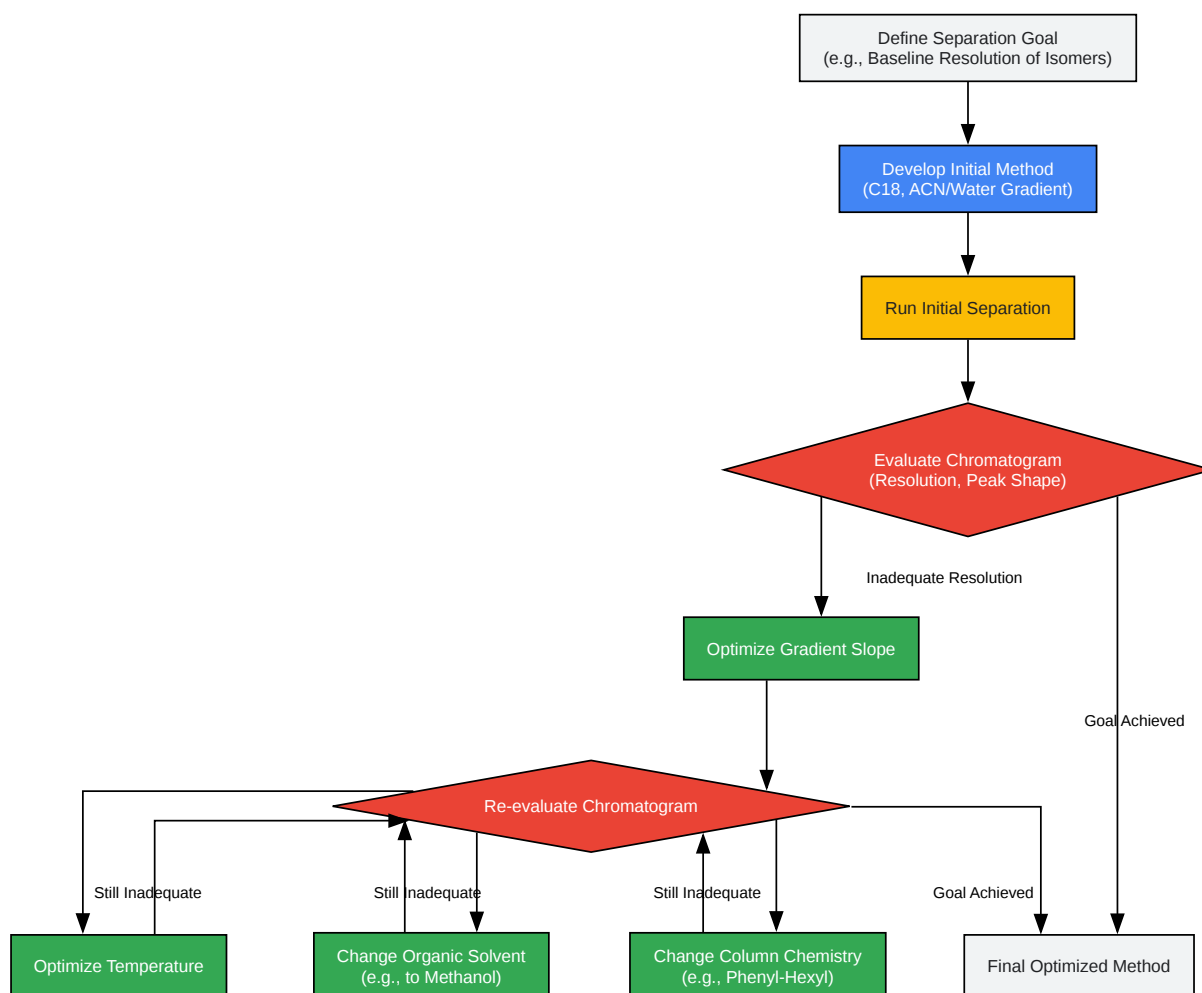 Define Separation Goal
(e.g., Baseline Resolution of Isomers)
Develop Initial Method
(C18, ACN/Water Gradient)
Run Initial Separation
Evaluate Chromatogram
(Resolution, Peak Shape)
Inadequate Resolution
Optimize Gradient Slope
Goal Achieved
Re-evaluate Chromatogram
Still Inadequate
Still Inadequate
Still Inadequate
Goal Achieved
Optimize Temperature
Change Organic Solvent
(e.g., to Methanol)
Change Column Chemistry
(e.g., Phenyl-Hexyl)
Final Optimized Method